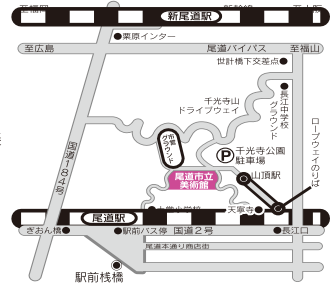 新尾道駅
栗原インター
至広島
尾道バイパス
至福山
世計橋下交差点
千光寺山
ドライブウェイ
長江中学校
グラウンド
市営
グラウンド
千光寺公園
駐車場
ロープウェイのりば
国道184号
尾道市立
美術館
山頂駅
天寧寺
尾道駅
ぎおん橋
駅前バス停
国道2号
長江口
尾道本通り商店街
駅前桟橋